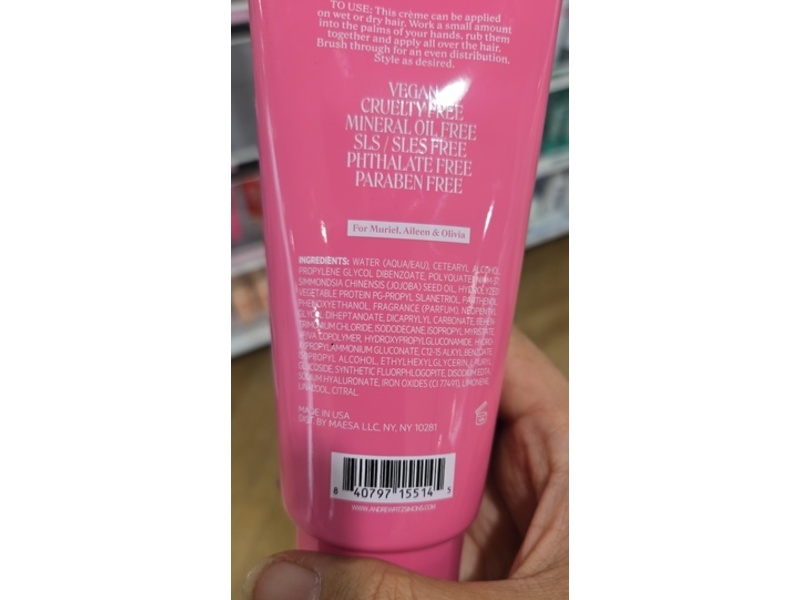 TO USE: This crème can be applied
on wet or dry hair. Work a small amount
into the palms of your hands, rub them
together and apply all over the hair.
Brush through for an even distribution.
Style as desired.
VEGAN
CRUELTY FREE
MINERAL OIL FREE
SLS / SLES FREE
PHTHALATE FREE
PARABEN FREE
For Muriel, Aileen & Olivia
INGREDIENTS: WATER (AQUA/EAU), CETEARYL ALCOHOL,
PROPYLENE GLYCOL DIBENZOATE, POLYQUATERNIUM-37,
SIMMONDSIA CHINENSIS (JOJOBA) SEED OIL, HYDROLYZED
VEGETABLE PROTEIN PG-PROPYL SILANETRIOL, PANTHENOL,
PHENOXYETHANOL, FRAGRANCE (PARFUM), NEOPENTYL
GLYCOL DIHEPTANOATE, DICAPRYLYL CARBONATE, BEHEN-
TRIMONIUM CHLORIDE, ISODODECANE, ISOPROPYL MYRISTATE,
VP/VA COPOLYMER, HYDROXYPROPYLGLUCONAMIDE, HYDRO-
XYPROPYLAMMONIUM GLUCONATE, C12-15 ALKYL BENZOATE,
ISOPROPYL ALCOHOL, ETHYLHEXYLGLYCERIN, LAURYL
GLUCOSIDE, SYNTHETIC FLUORPHLOGOPITE, DISODIUM EDTA,
SODIUM HYALURONATE, IRON OXIDES (CI 77491), LIMONENE,
LINALOOL, CITRAL.
MADE IN USA
DIST. BY MAESA LLC, NY, NY 10281
8 40797 15514 5
WWW.ANDREWFITZSIMONS.COM